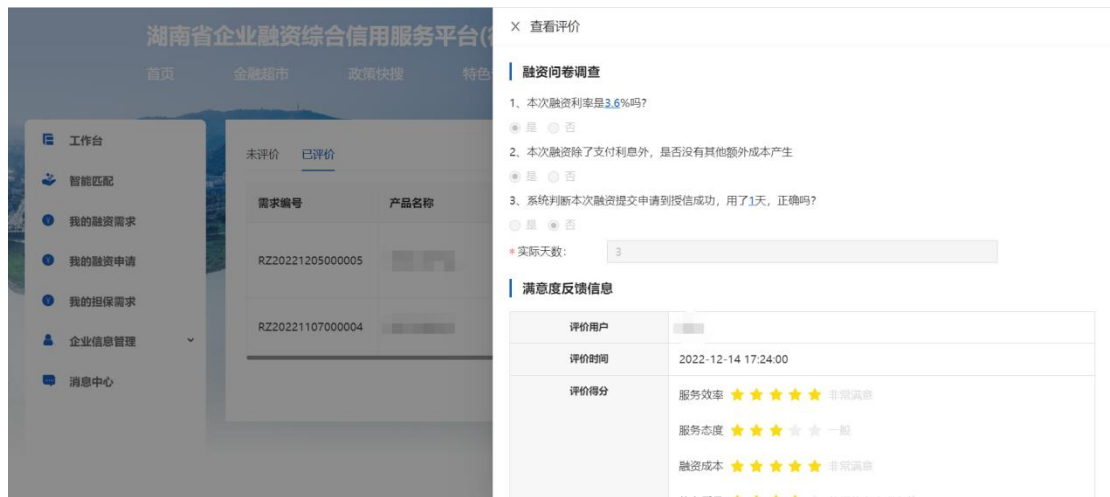 湖南省企业融资综合信用服务平台(
首页 金融超市 政策快搜 特色
工作台
智能匹配
我的融资需求
我的融资申请
我的担保需求
企业信息管理
消息中心
未评价 已评价
需求编号 产品名称
RZ20221205000005
RZ20221107000004
X 查看评价
融资问卷调查
1、本次融资利率是3.6%吗?
是 否
2、本次融资除了支付利息外，是否没有其他额外成本产生
是 否
3、系统判断本次融资提交申请到授信成功，用了1天，正确吗?
是 否
*实际天数: 3
满意度反馈信息
评价用户
评价时间 2022-12-14 17:24:00
评价得分
服务效率 非常满意
服务态度 一般
融资成本 非常满意